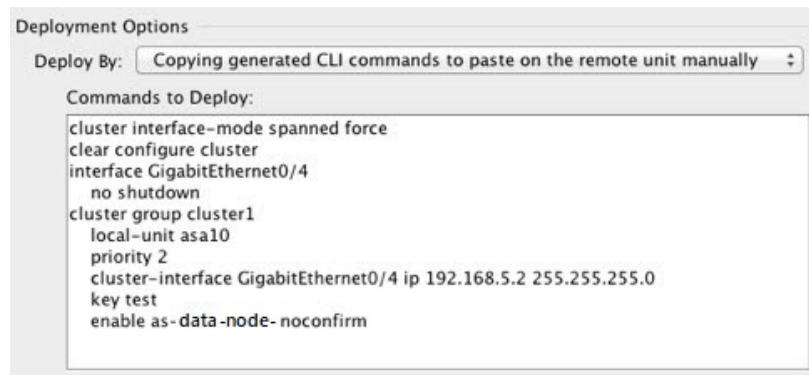 Deployment Options
Deploy By: Copying generated CLI commands to paste on the remote unit manually
Commands to Deploy:
cluster interface-mode spanned force
clear configure cluster
interface GigabitEthernet0/4
no shutdown
cluster group cluster1
local-unit asa10
priority 2
cluster-interface GigabitEthernet0/4 ip 192.168.5.2 255.255.255.0
key test
enable as-data-node-noconfirm